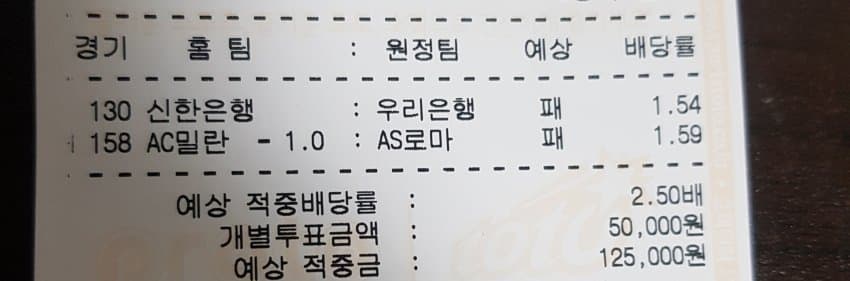 경기 홈 팀 : 원정팀 예상 배당률
130 신한은행 : 우리은행 패 1.54
158 AC밀란 - 1.0 : AS로마 패 1.59
예상 적중배당률 : 2.50배
개별투표금액 : 50,000원
예상 적중금 : 125,000원